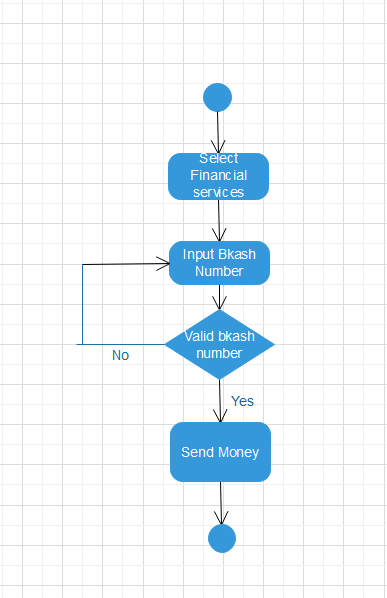 Select
Financial
services
Input Bkash
Number
Valid bkash
number
No
Yes
Send Money